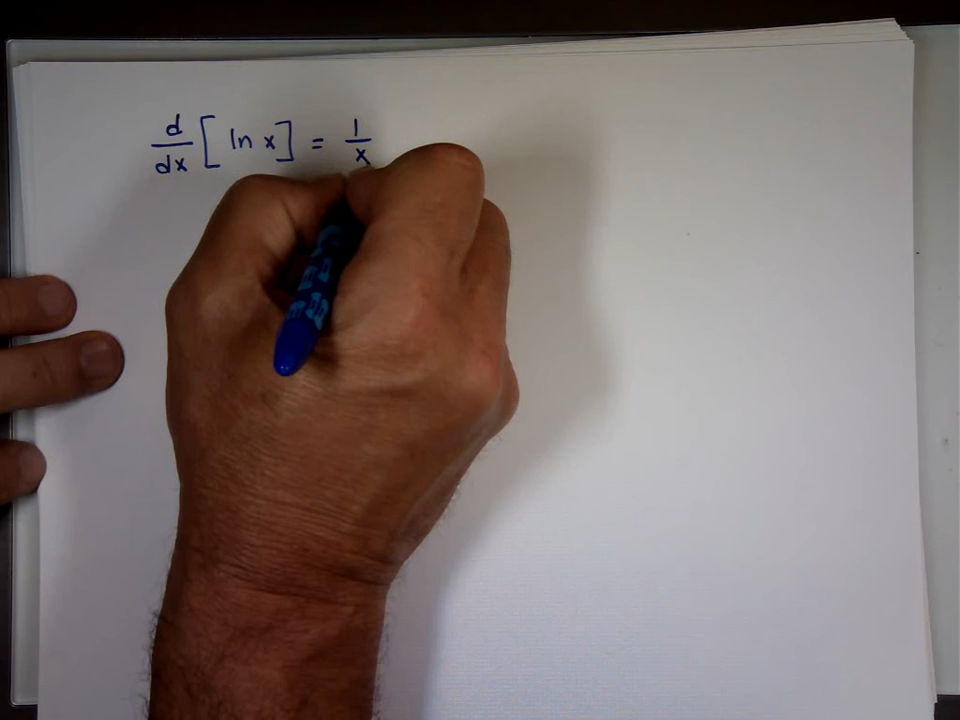 d/dx [ ln x ] = 1/x